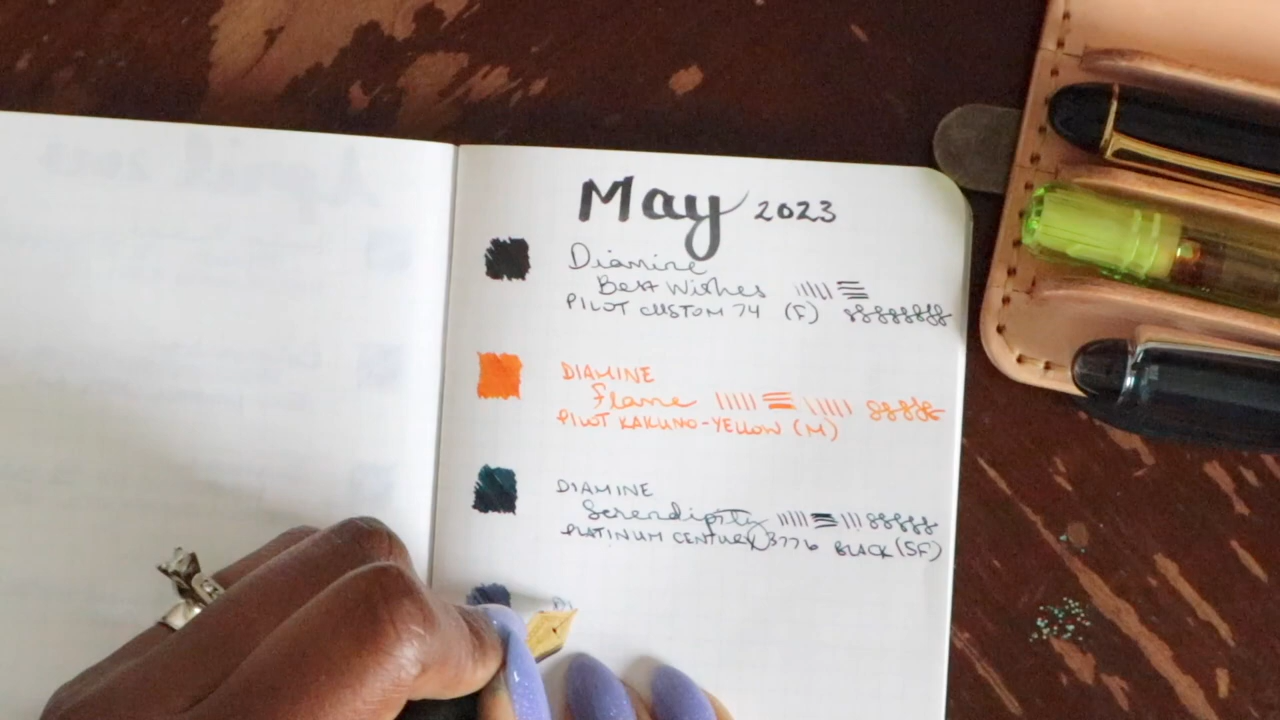 May 2023
Diamine
Best Wishes
PILOT CUSTOM 74 (F)
DIAMINE
flame
PILOT KAKUNO-YELLOW (M)
DIAMINE
Serendipity
PLATINUM CENTURY 3776 BLACK (SF)